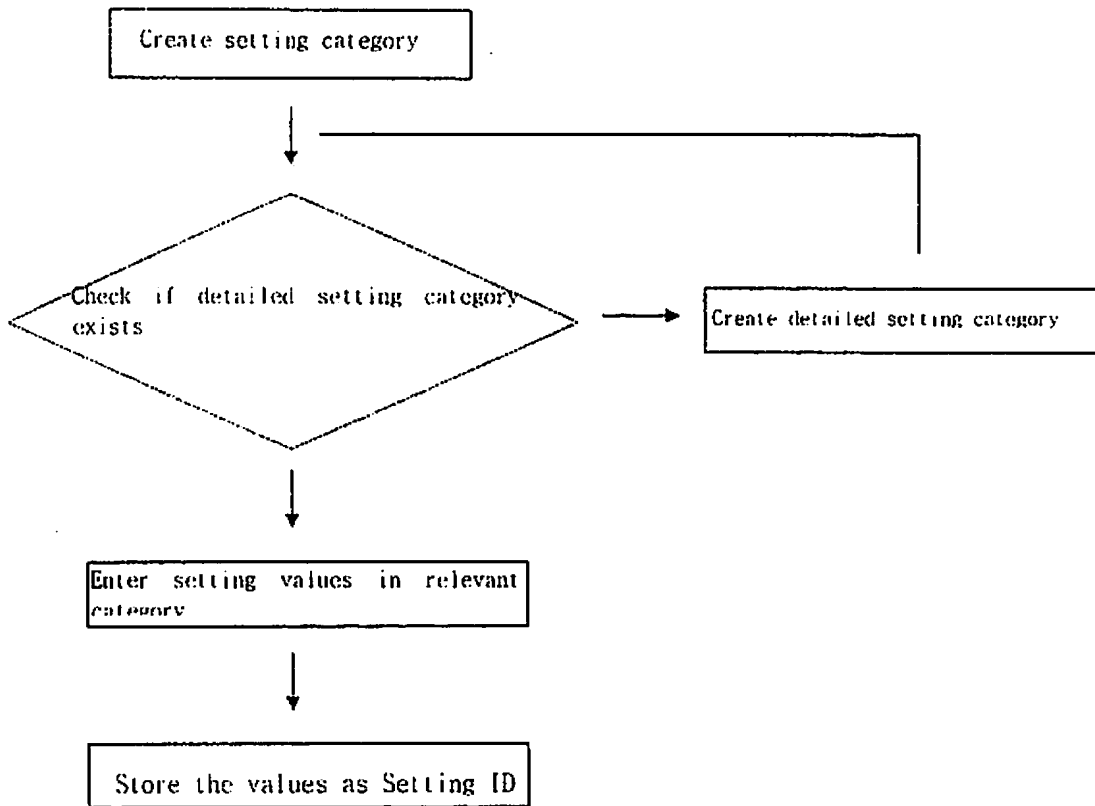 Create setting category
Check if detailed setting category
exists
Create detailed setting category
Enter setting values in relevant
category
Store the values as Setting ID